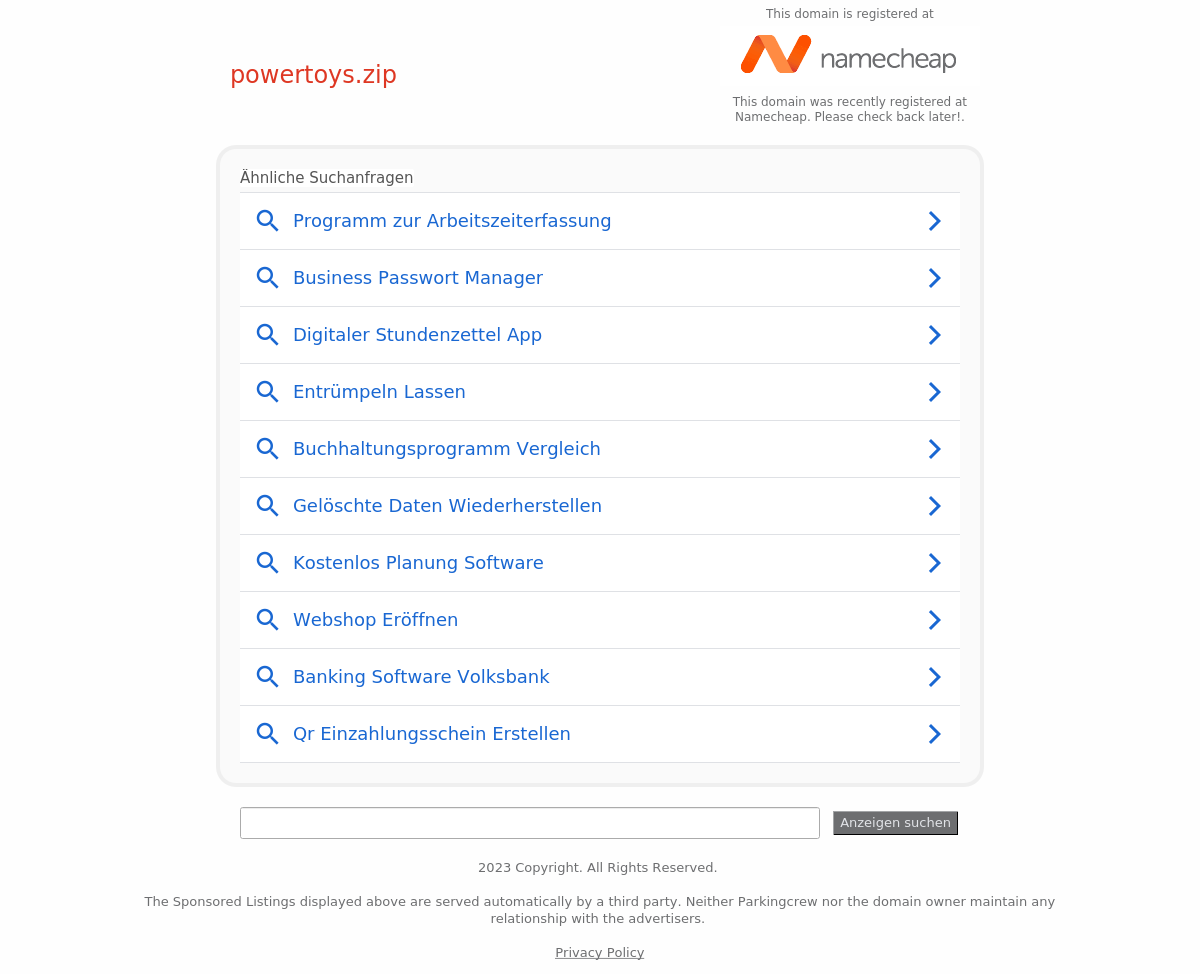 This domain is registered at
namecheap
powertoys.zip
This domain was recently registered at
Namecheap. Please check back later!.
Ähnliche Suchanfragen
Programm zur Arbeitszeiterfassung
Business Passwort Manager
Digitaler Stundenzettel App
Entrümpeln Lassen
Buchhaltungsprogramm Vergleich
Gelöschte Daten Wiederherstellen
Kostenlos Planung Software
Webshop Eröffnen
Banking Software Volksbank
Qr Einzahlungsschein Erstellen
Anzeigen suchen
2023 Copyright. All Rights Reserved.
The Sponsored Listings displayed above are served automatically by a third party. Neither Parkingcrew nor the domain owner maintain any
relationship with the advertisers.
Privacy Policy